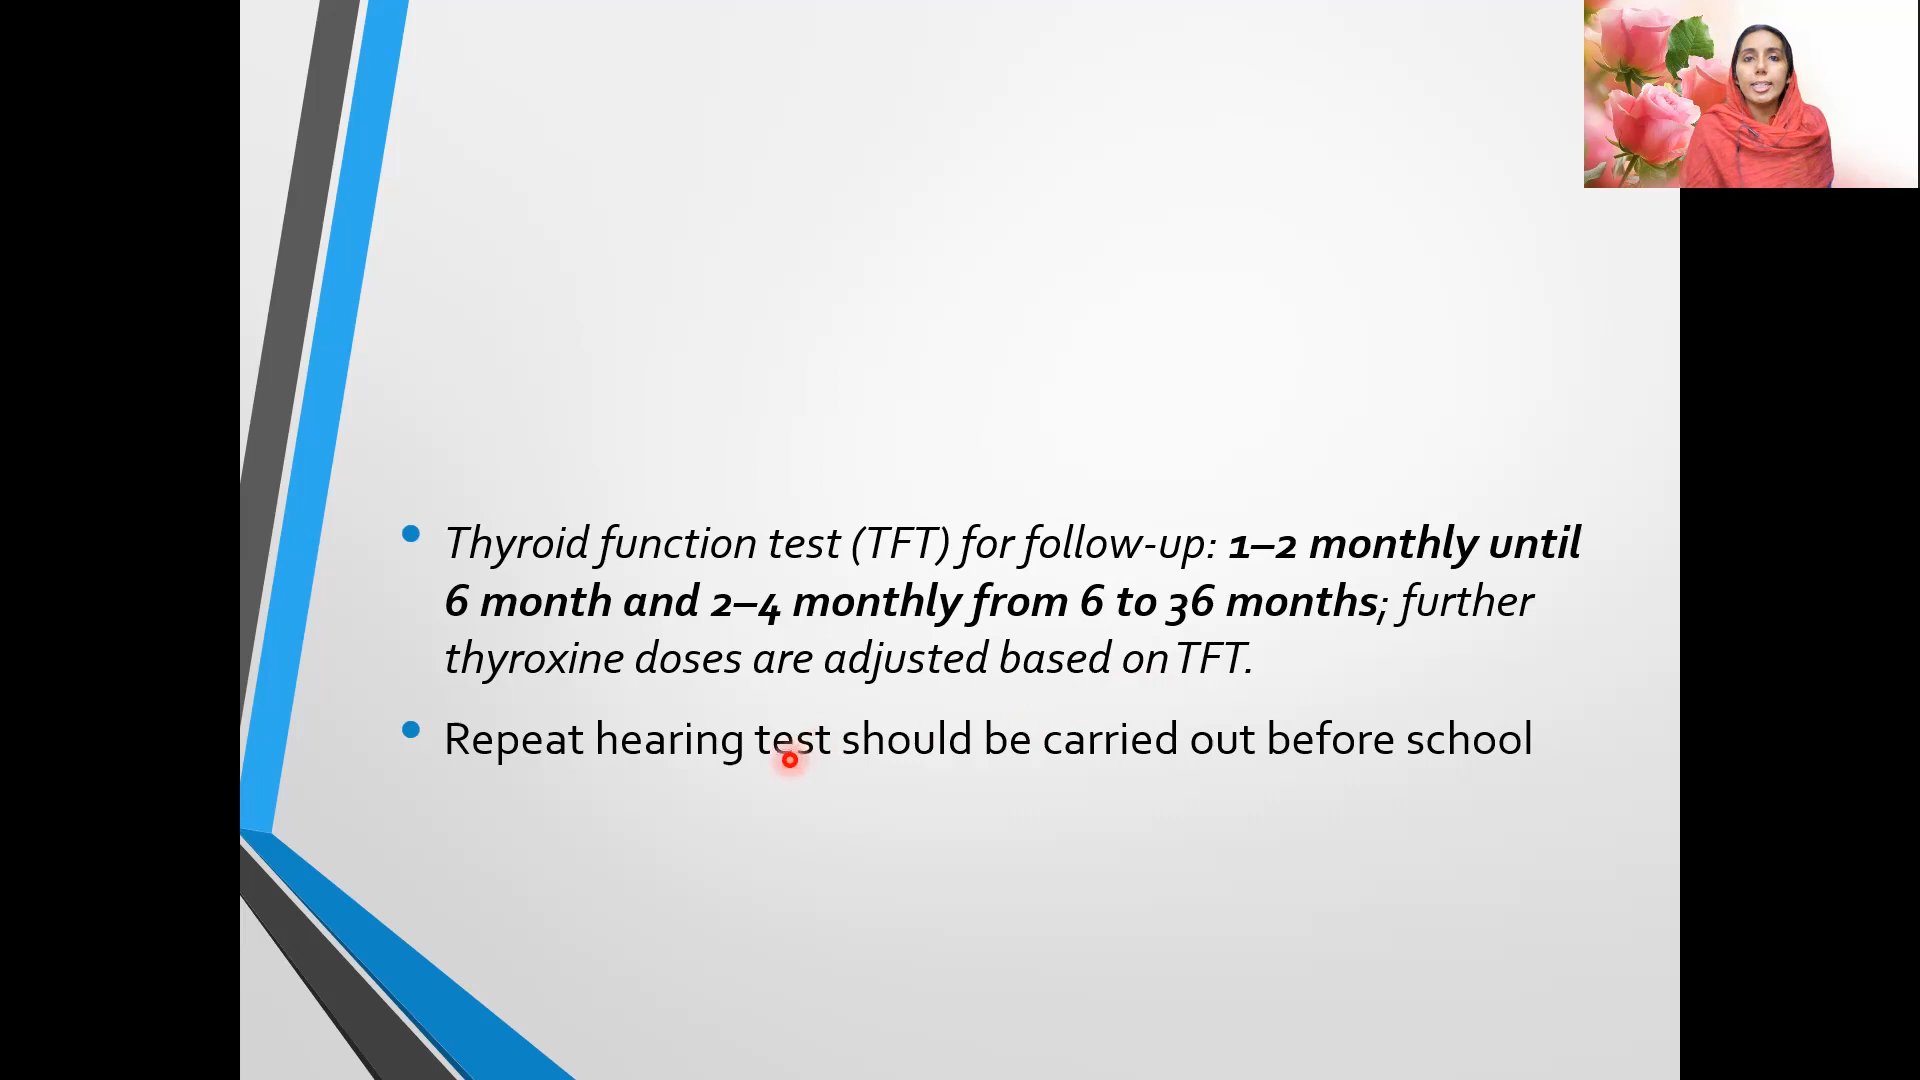 Thyroid function test (TFT) for follow-up: 1–2 monthly until
6 month and 2–4 monthly from 6 to 36 months; further
thyroxine doses are adjusted based on TFT.
Repeat hearing test should be carried out before school